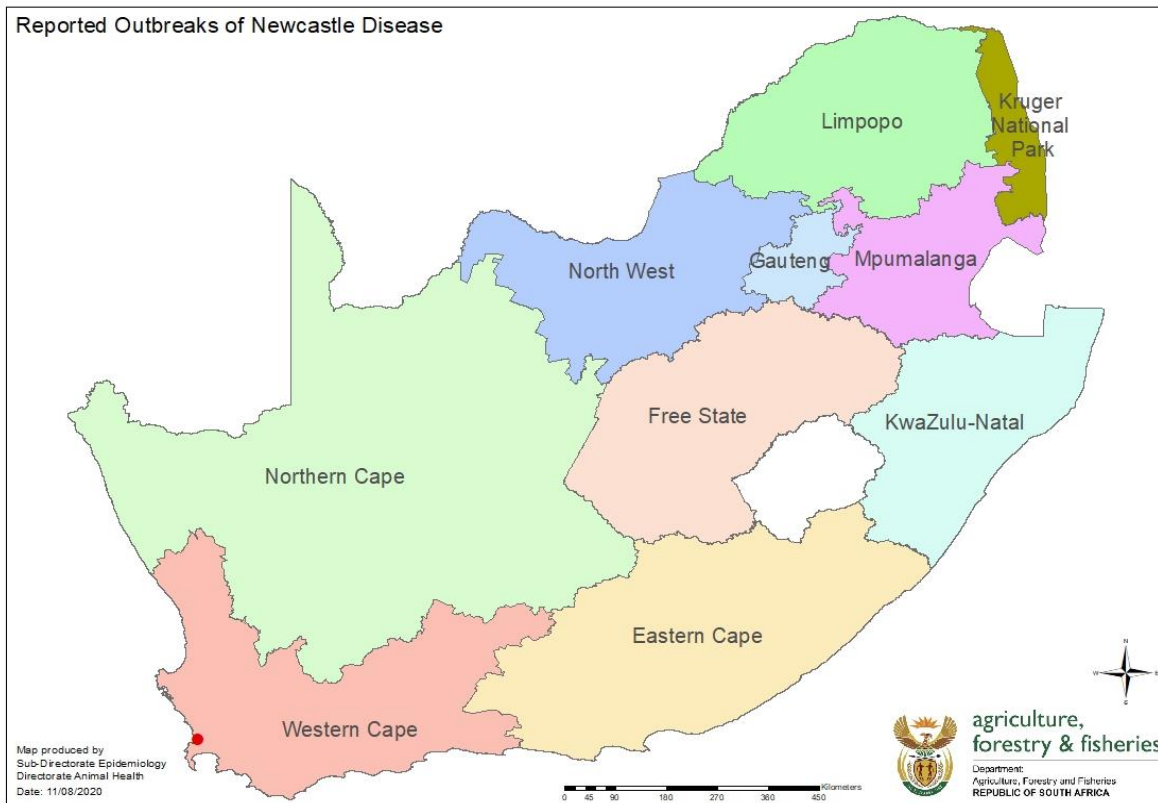 Reported Outbreaks of Newcastle Disease
Limpopo
Kruger
National
Park
North West
Gauteng
Mpumalanga
Free State
KwaZulu-Natal
Northern Cape
Eastern Cape
Western Cape
N
W
E
S
Map produced by
Sub-Directorate Epidemiology
Directorate Animal Health
Date: 11/08/2020
Kilometers
0 45 90 180 270 360 450
agriculture,
forestry & fisheries
Department:
Agriculture, Forestry and Fisheries
REPUBLIC OF SOUTH AFRICA